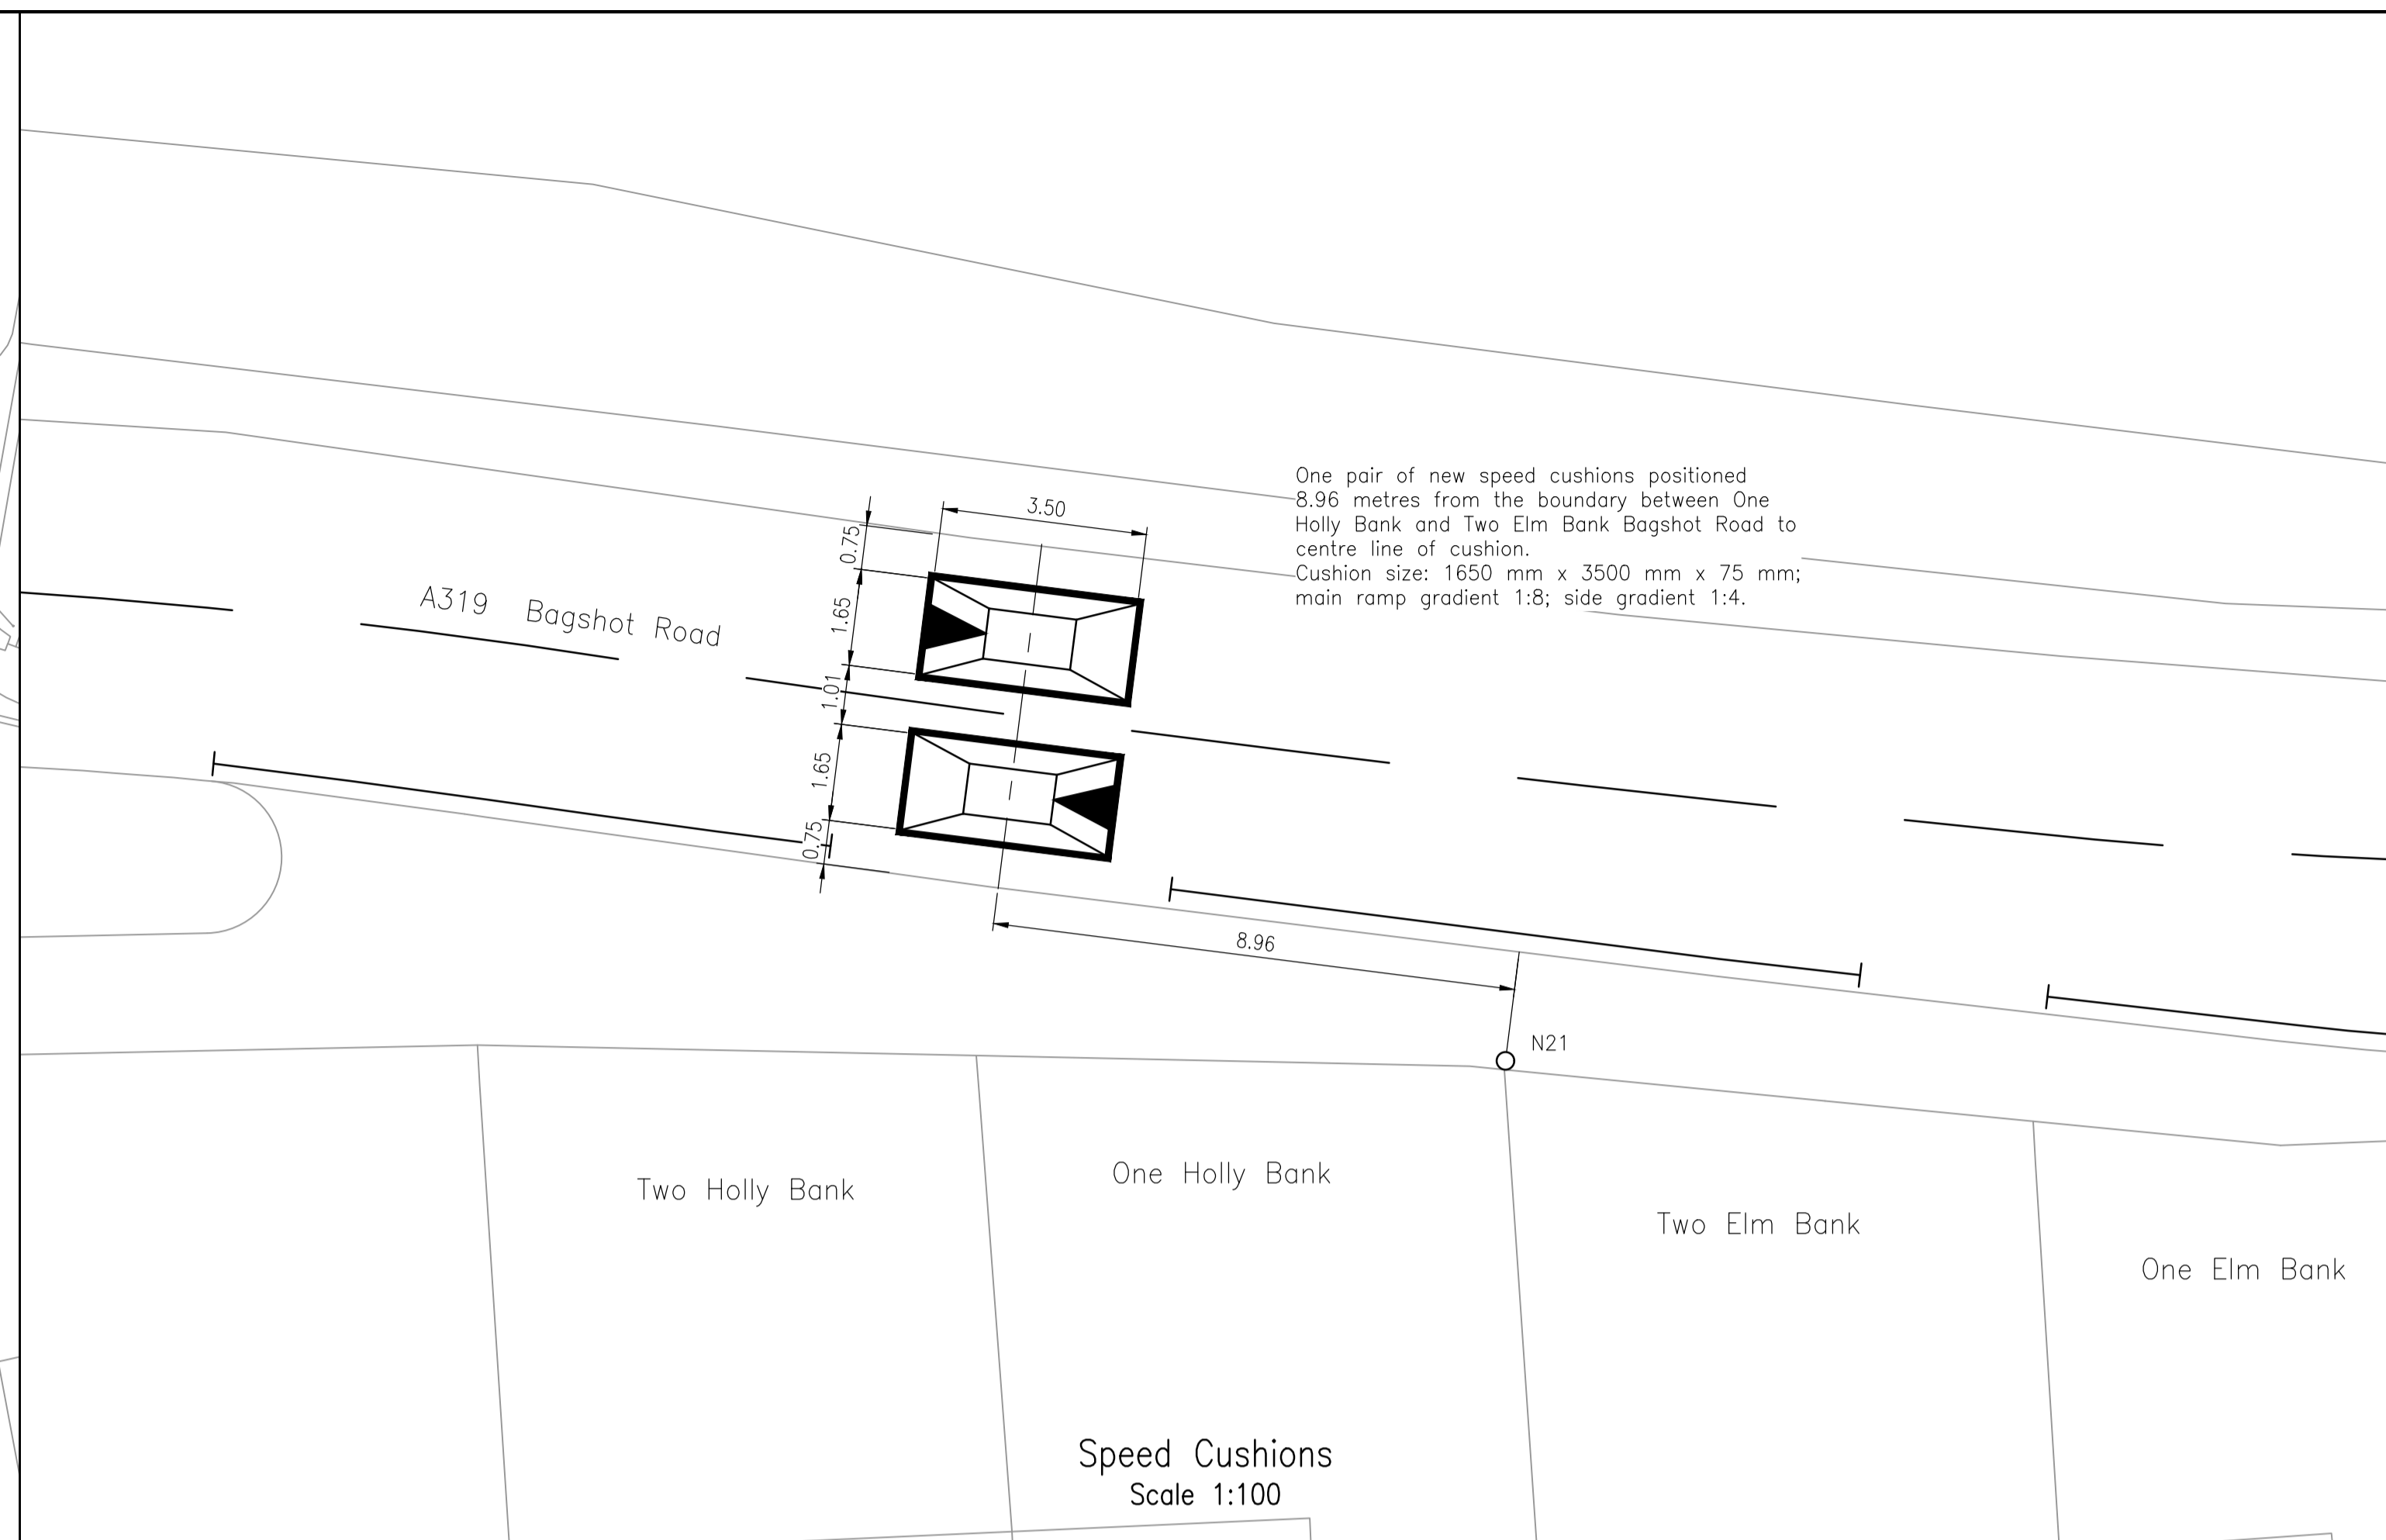 One pair of new speed cushions positioned
8.96 metres from the boundary between One
Holly Bank and Two Elm Bank Bagshot Road to
centre line of cushion.
Cushion size: 1650 mm x 3500 mm x 75 mm;
main ramp gradient 1:8; side gradient 1:4.
3.50
0.75
1.65
1.01
1.65
0.75
A319 Bagshot Road
8.96
N21
Two Holly Bank
One Holly Bank
Two Elm Bank
One Elm Bank
Speed Cushions
Scale 1:100